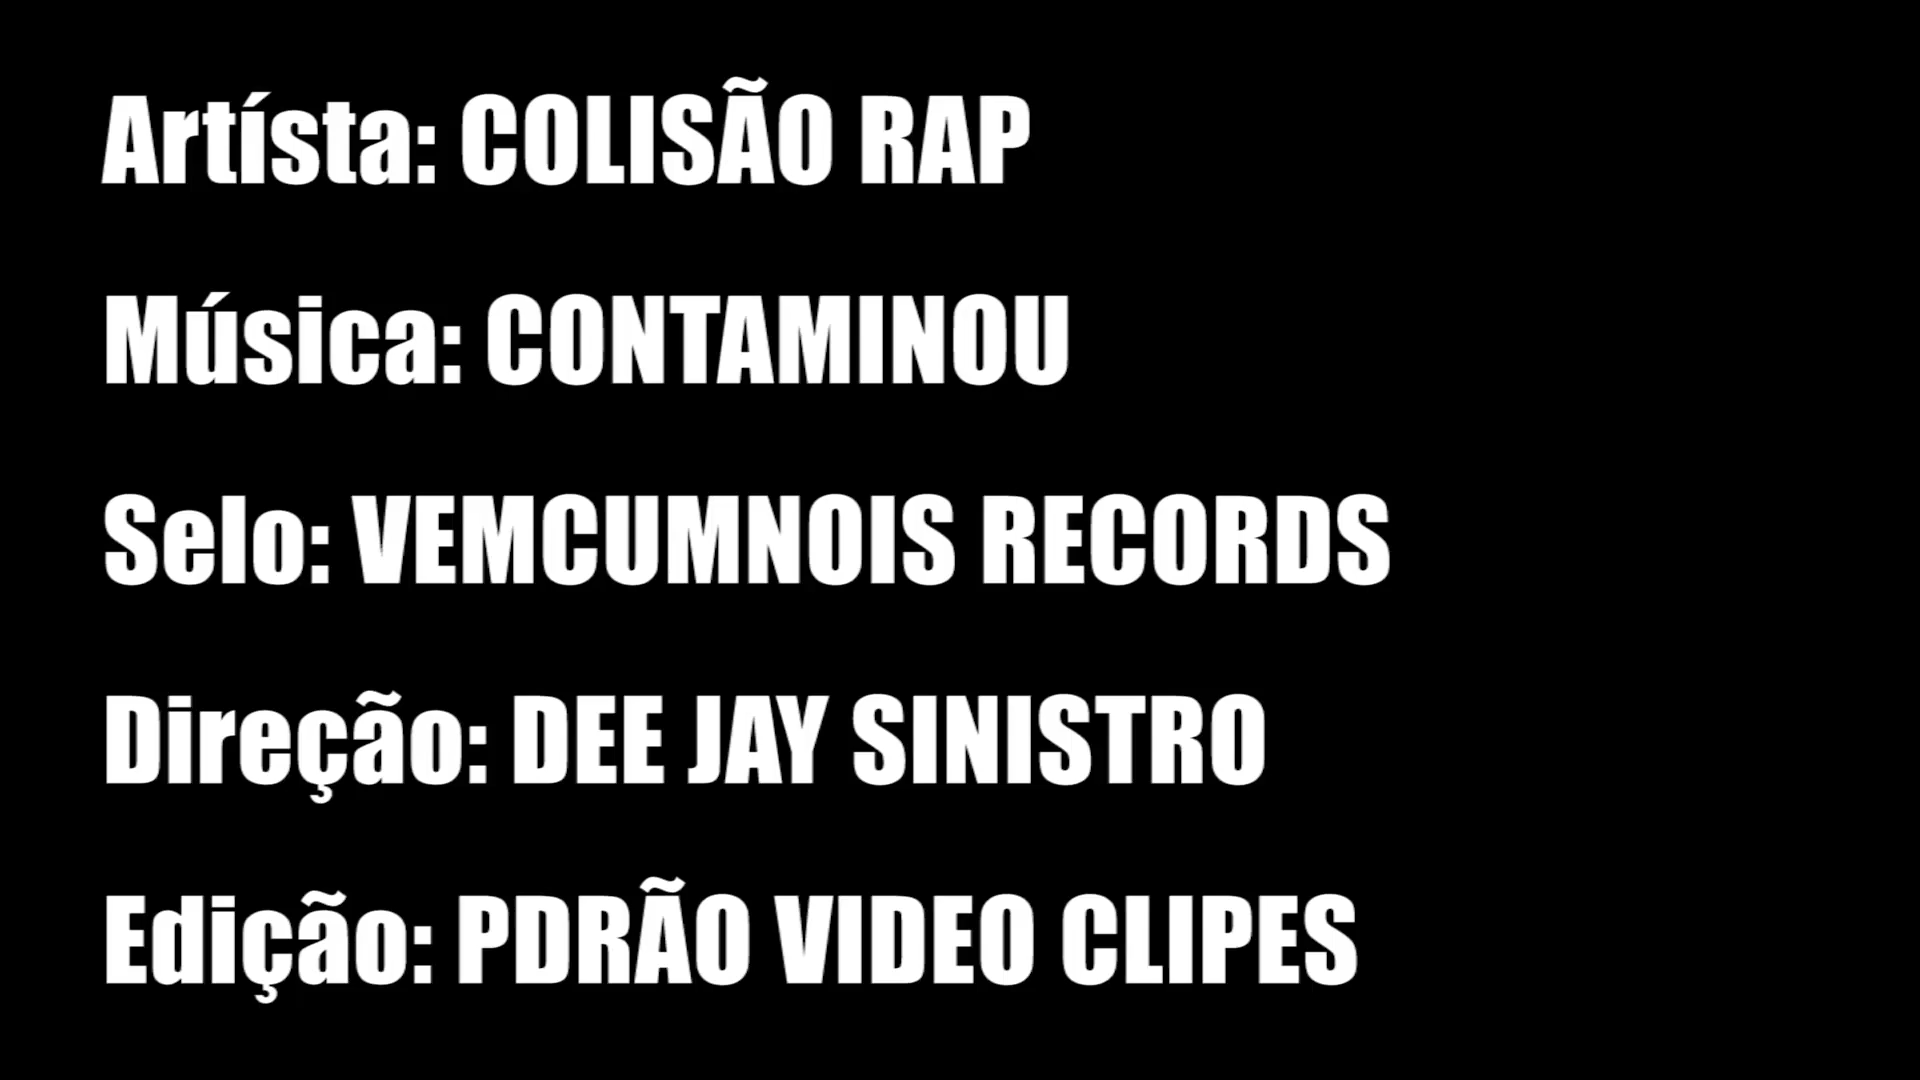 Artísta: COLISÃO RAP
Música: CONTAMINOU
Selo: VEMCUMNOIS RECORDS
Direção: DEE JAY SINISTRO
Edição: PDRÃO VIDEO CLIPES